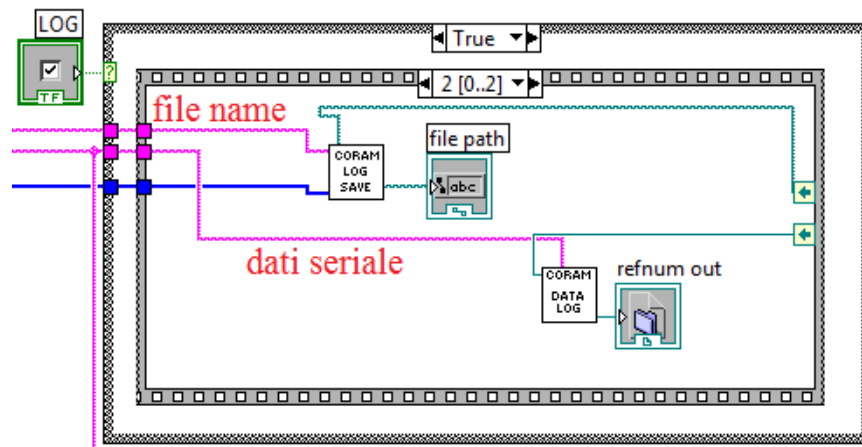 LOG
True
?
2 [0..2]
TF
file name
file path
CORAM
LOG
SAVE
abc
dati seriale
CORAM
DATA
LOG
refnum out